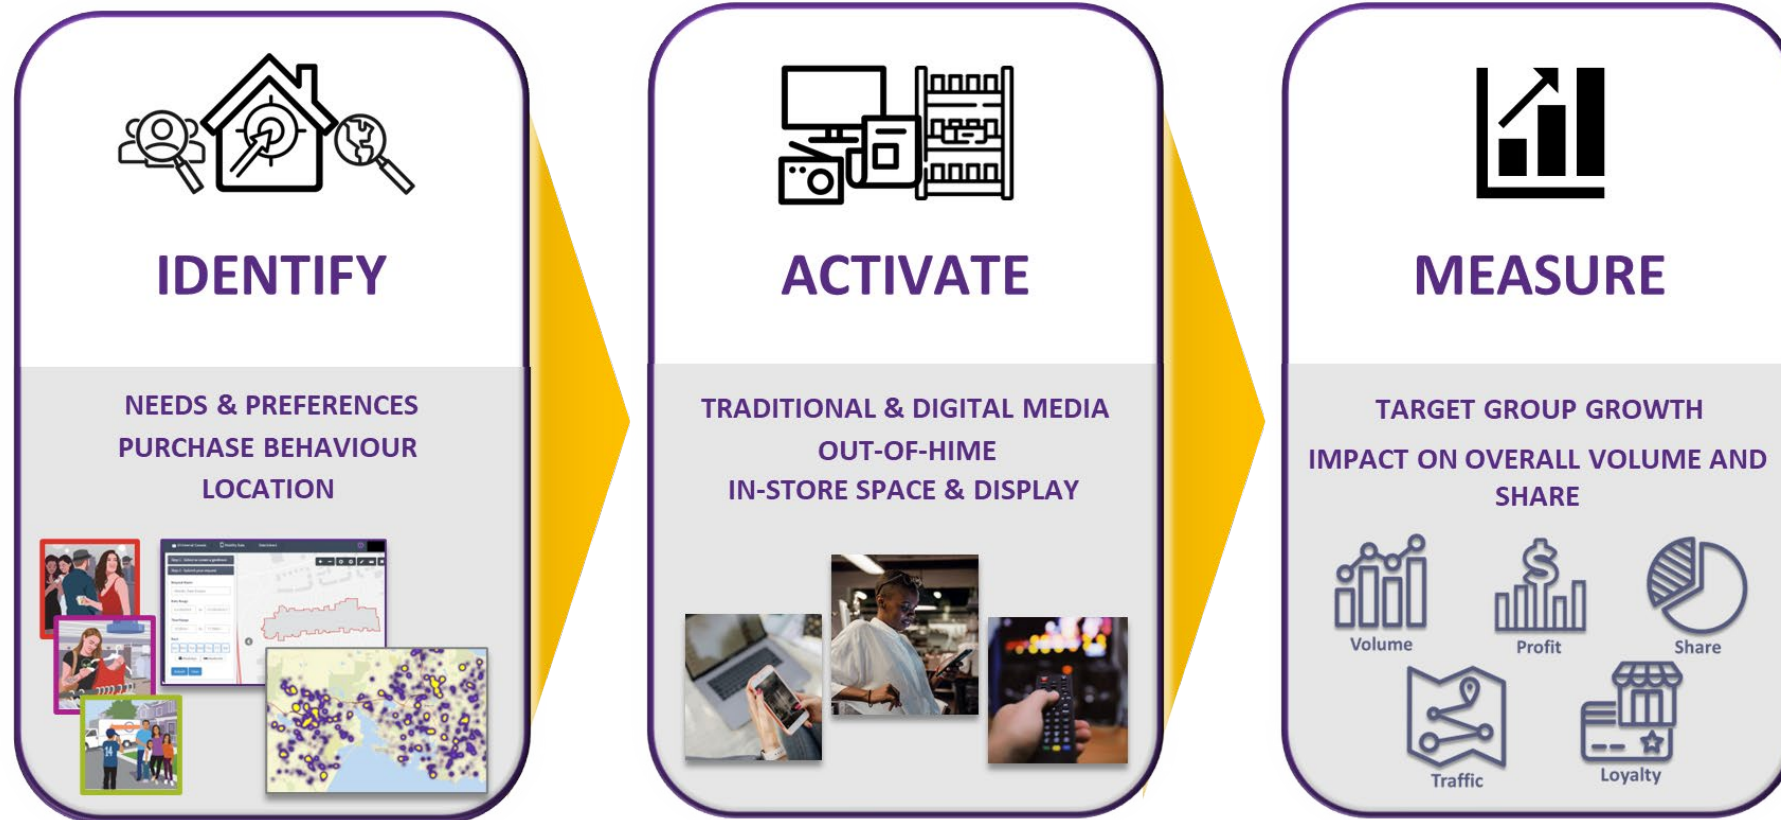 IDENTIFY
NEEDS & PREFERENCES
PURCHASE BEHAVIOUR
LOCATION
14
ACTIVATE
TRADITIONAL & DIGITAL MEDIA
OUT-OF-HIME
IN-STORE SPACE & DISPLAY
MEASURE
TARGET GROUP GROWTH
IMPACT ON OVERALL VOLUME AND
SHARE
Volume
Profit
Share
Traffic
Loyalty